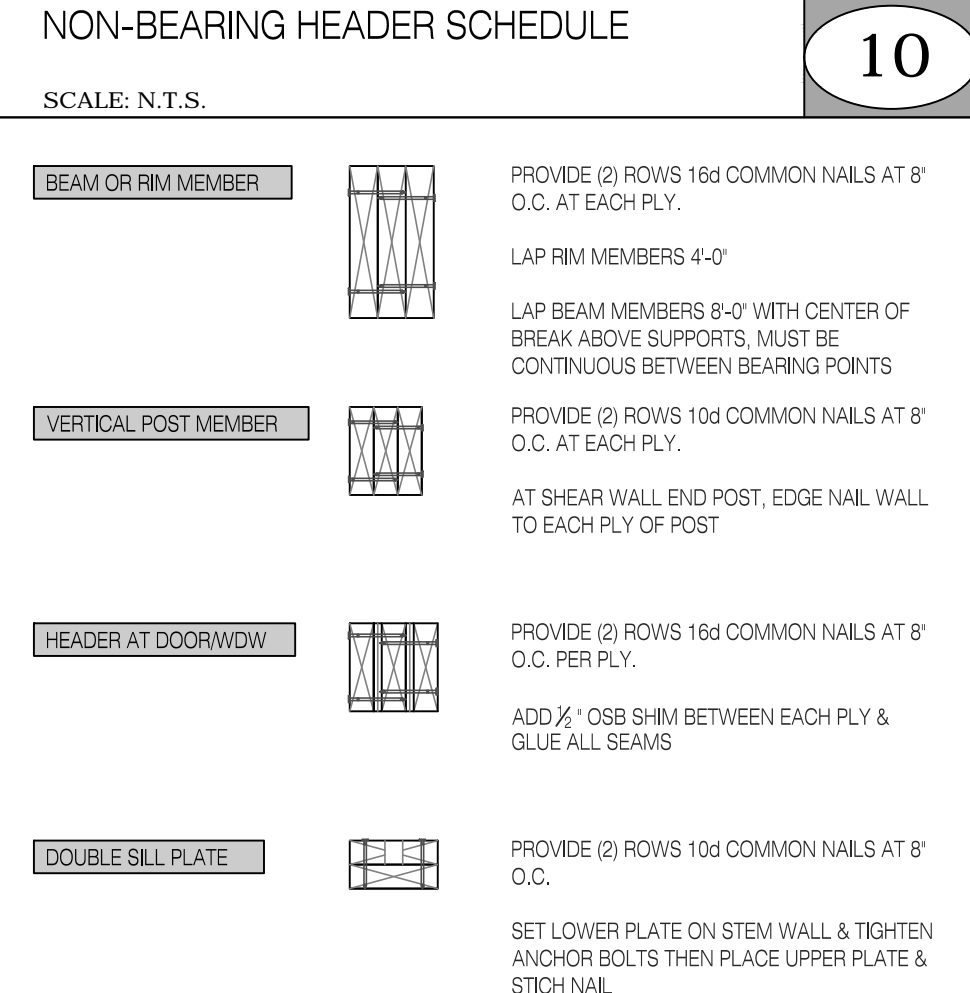 NON-BEARING HEADER SCHEDULE
10
SCALE: N.T.S.
BEAM OR RIM MEMBER
PROVIDE (2) ROWS 16d COMMON NAILS AT 8"
O.C. AT EACH PLY.
LAP RIM MEMBERS 4'-0"
LAP BEAM MEMBERS 8'-0" WITH CENTER OF
BREAK ABOVE SUPPORTS, MUST BE
CONTINUOUS BETWEEN BEARING POINTS
VERTICAL POST MEMBER
PROVIDE (2) ROWS 10d COMMON NAILS AT 8"
O.C. AT EACH PLY.
AT SHEAR WALL END POST, EDGE NAIL WALL
TO EACH PLY OF POST
HEADER AT DOOR/WDW
PROVIDE (2) ROWS 16d COMMON NAILS AT 8"
O.C. PER PLY.
ADD ½ " OSB SHIM BETWEEN EACH PLY &
GLUE ALL SEAMS
DOUBLE SILL PLATE
PROVIDE (2) ROWS 10d COMMON NAILS AT 8"
O.C.
SET LOWER PLATE ON STEM WALL & TIGHTEN
ANCHOR BOLTS THEN PLACE UPPER PLATE &
STICH NAIL